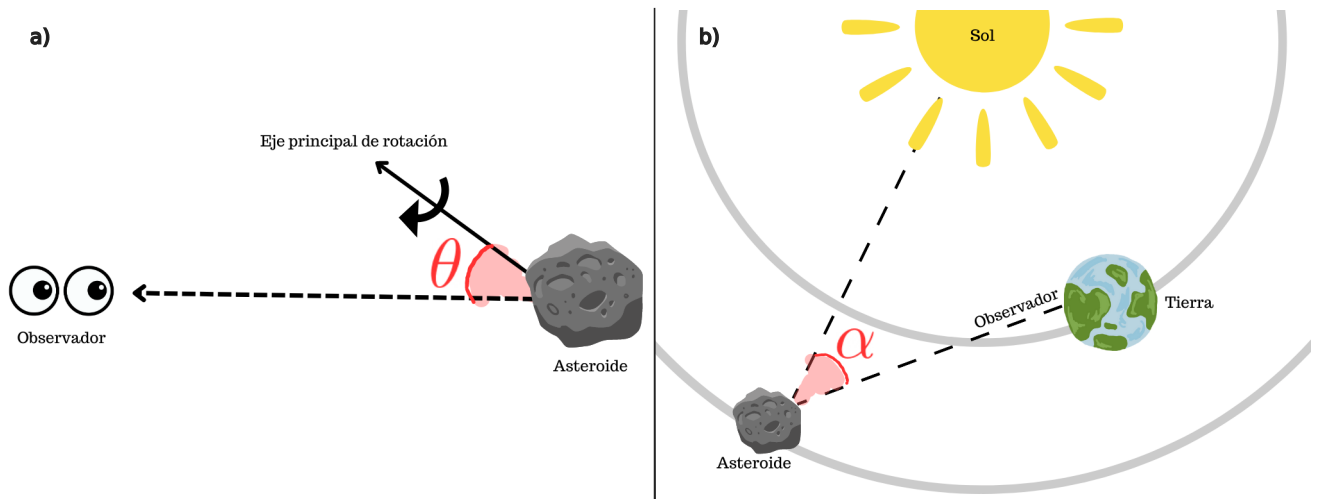 a)
Eje principal de rotación
θ
Observador
Asteroide
b)
Sol
Observador
Tierra
α
Asteroide